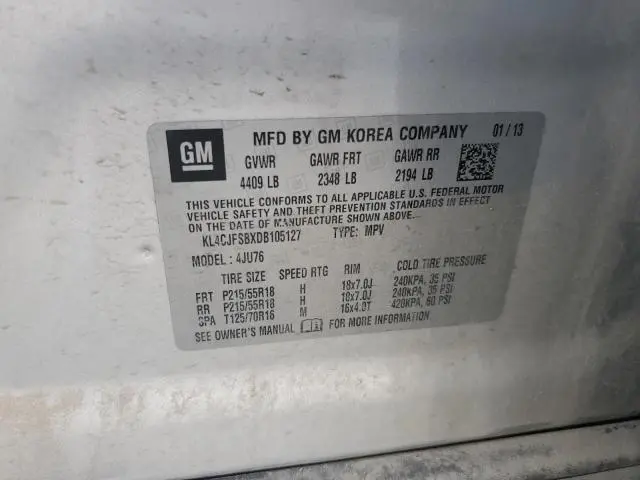 GM MFD BY GM KOREA COMPANY 01/13
GVWR GAWR FRT GAWR RR
4409 LB 2348 LB 2194 LB
THIS VEHICLE CONFORMS TO ALL APPLICABLE U.S. FEDERAL MOTOR
VEHICLE SAFETY AND THEFT PREVENTION STANDARDS IN EFFECT
ON THE DATE OF MANUFACTURE SHOWN ABOVE.
KL4CJFSBXDB105127 TYPE: MPV
MODEL: 4JU76
TIRE SIZE SPEED RTG RIM COLD TIRE PRESSURE
FRT P215/55R18 H 18x7.0J 240KPA, 35 PSI
RR P215/55R18 H 18x7.0J 240KPA, 35 PSI
SPA T125/70R16 M 16x4.0T 420KPA, 60 PSI
SEE OWNER'S MANUAL FOR MORE INFORMATION